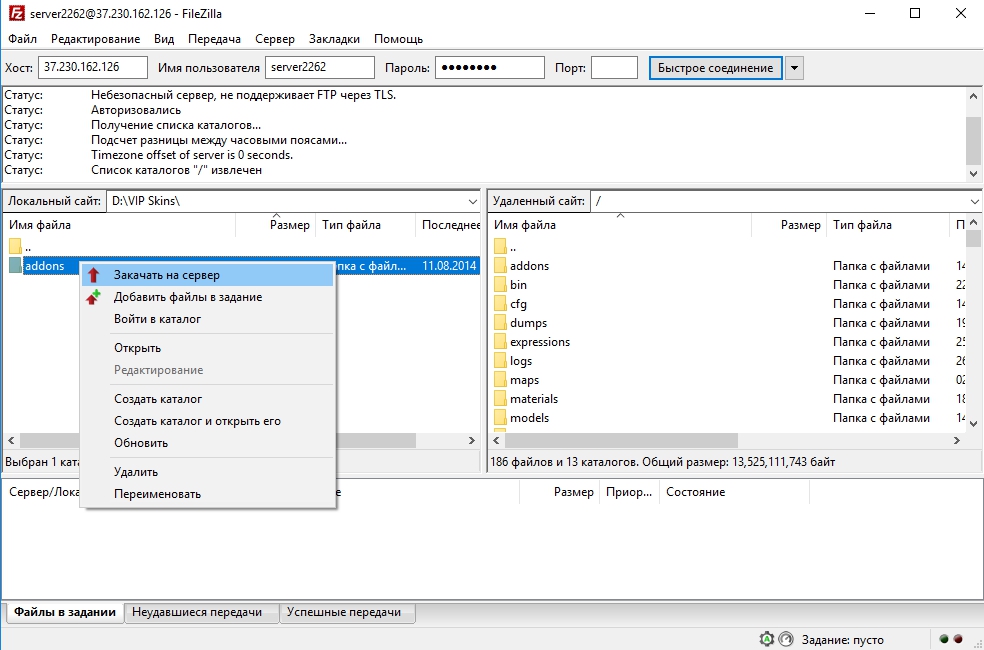 server2262@37.230.162.126 - FileZilla
Файл Редактирование Вид Передача Сервер Закладки Помощь
Хост: 37.230.162.126 Имя пользователя server2262 Пароль: ●●●●●●●● Порт: Быстрое соединение
Статус: Небезопасный сервер, не поддерживает FTP через TLS.
Статус: Авторизовались
Статус: Получение списка каталогов...
Статус: Подсчет разницы между часовыми поясами...
Статус: Timezone offset of server is 0 seconds.
Статус: Список каталогов "/" извлечен
Локальный сайт: D:\VIP Skins\
Имя файла Размер Тип файла Последнее
..
addons пка с файл... 11.08.2014
Закачать на сервер
Добавить файлы в задание
Войти в каталог
Открыть
Редактирование
Создать каталог
Создать каталог и открыть его
Обновить
Удалить
Переименовать
Выбран 1 ката
Удаленный сайт: /
Имя файла Размер Тип файла П
..
addons Папка с файлами 14
bin Папка с файлами 22
cfg Папка с файлами 14
dumps Папка с файлами 19
expressions Папка с файлами 25
logs Папка с файлами 26
maps Папка с файлами 02
materials Папка с файлами 18
models Папка с файлами 14
186 файлов и 13 каталогов. Общий размер: 13,525,111,743 байт
Сервер/Лока е Размер Приор... Состояние
Файлы в задании Неудавшиеся передачи Успешные передачи
Задание: пусто